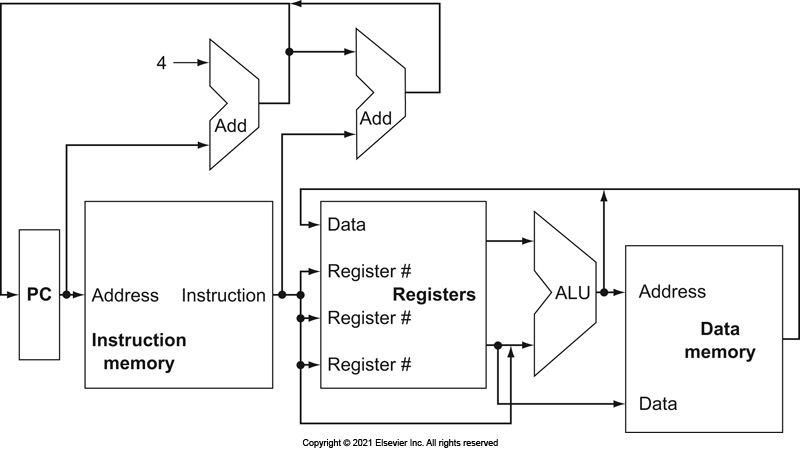 4
Add
Add
Data
Register #
PC
Address
Instruction
Registers
ALU
Address
Register #
Instruction
memory
Data
memory
Register #
Data
Copyright © 2021 Elsevier Inc. All rights reserved